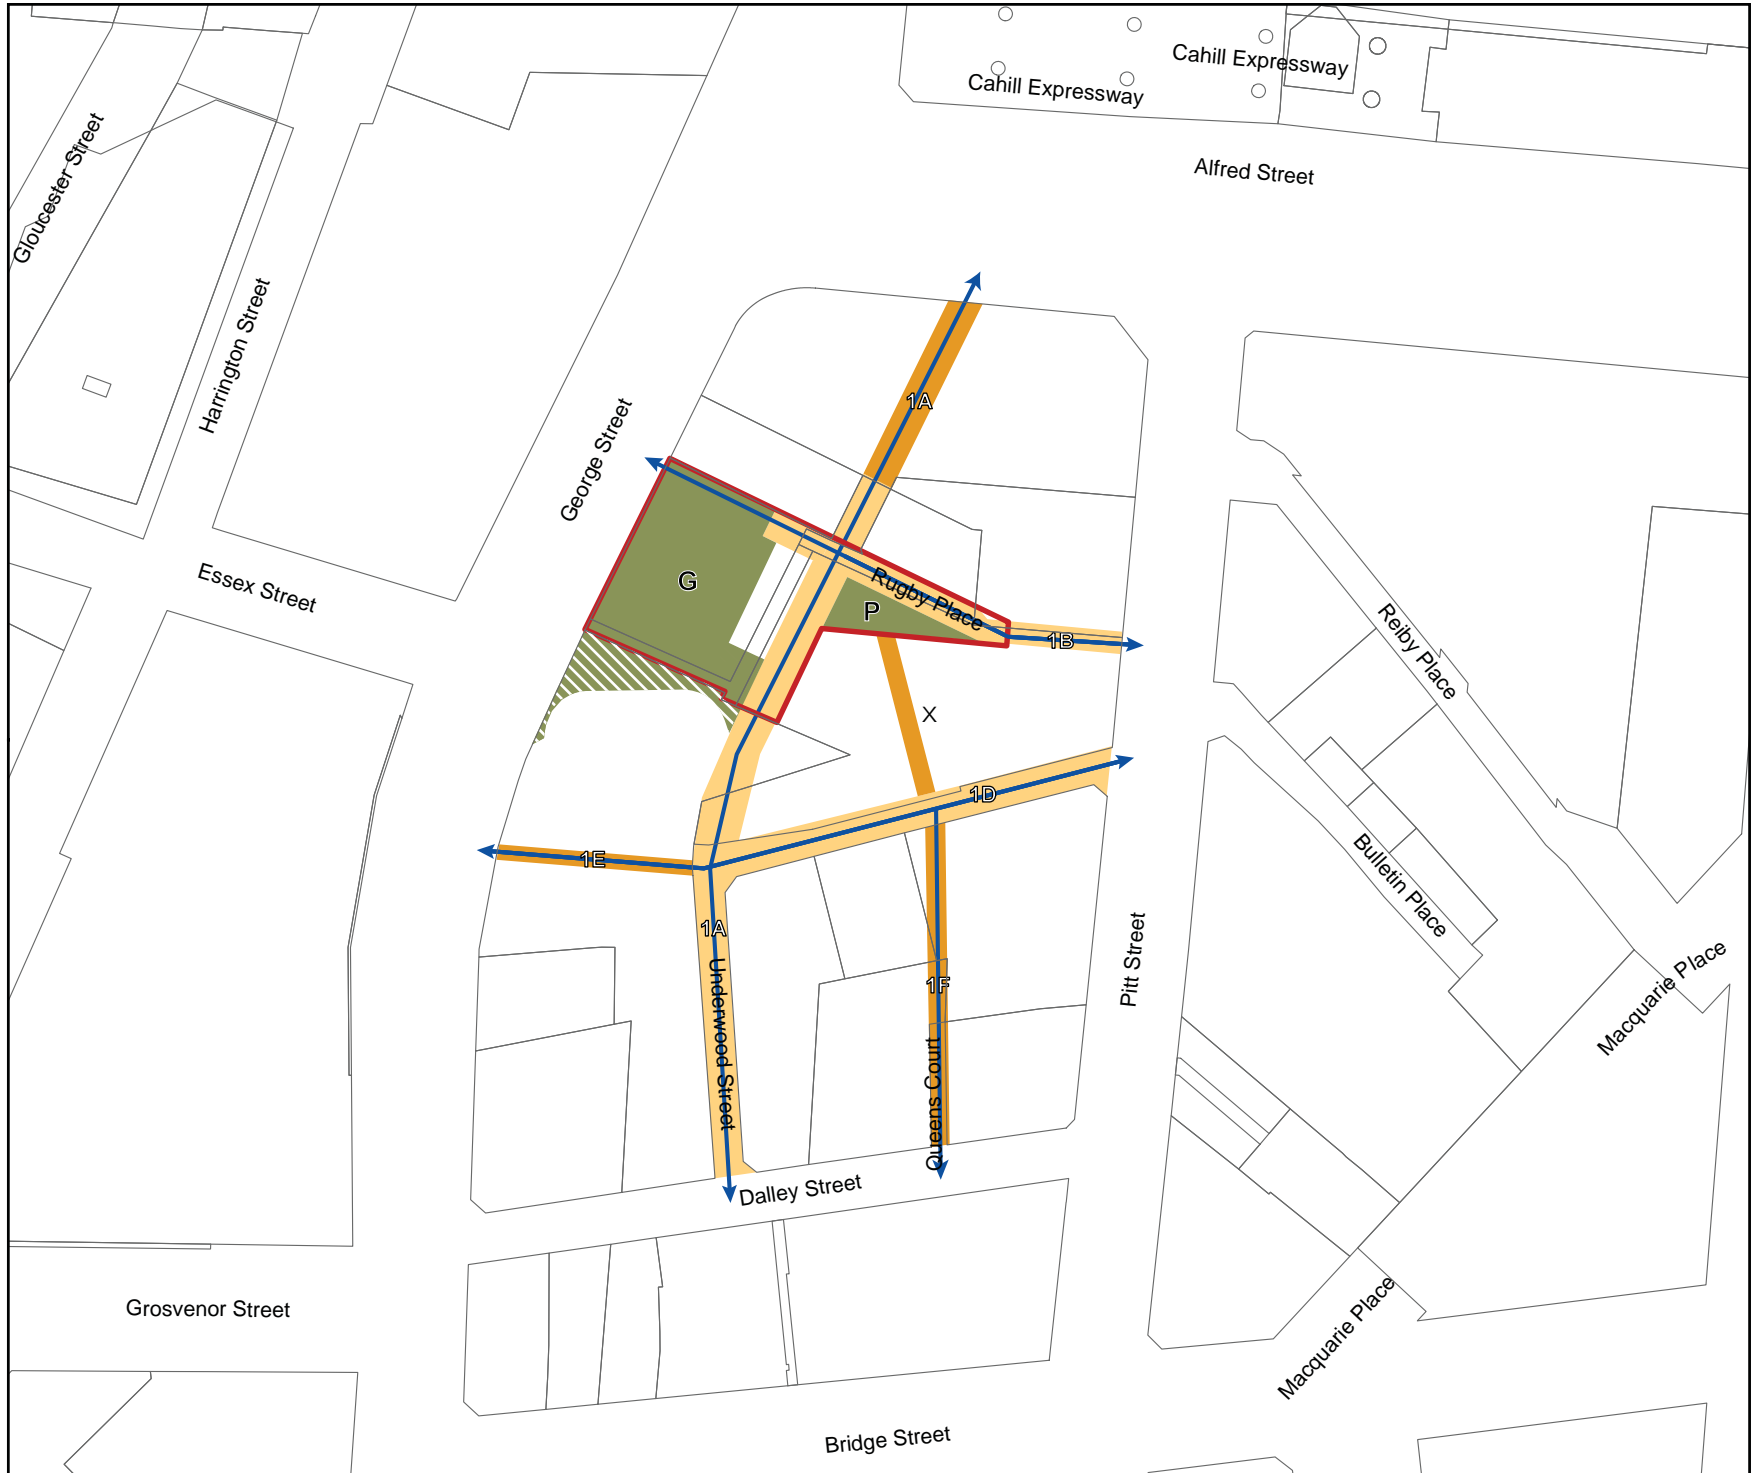 Cahill Expressway
Cahill Expressway
Alfred Street
Gloucester Street
Harrington Street
George Street
1A
Essex Street
G
P
Rugby Place
1B
Reiby Place
X
1D
1E
Bulletin Place
1A
Underwood Street
1F
Pitt Street
Macquarie Place
Queens Court
Dalley Street
Grosvenor Street
Macquarie Place
Bridge Street